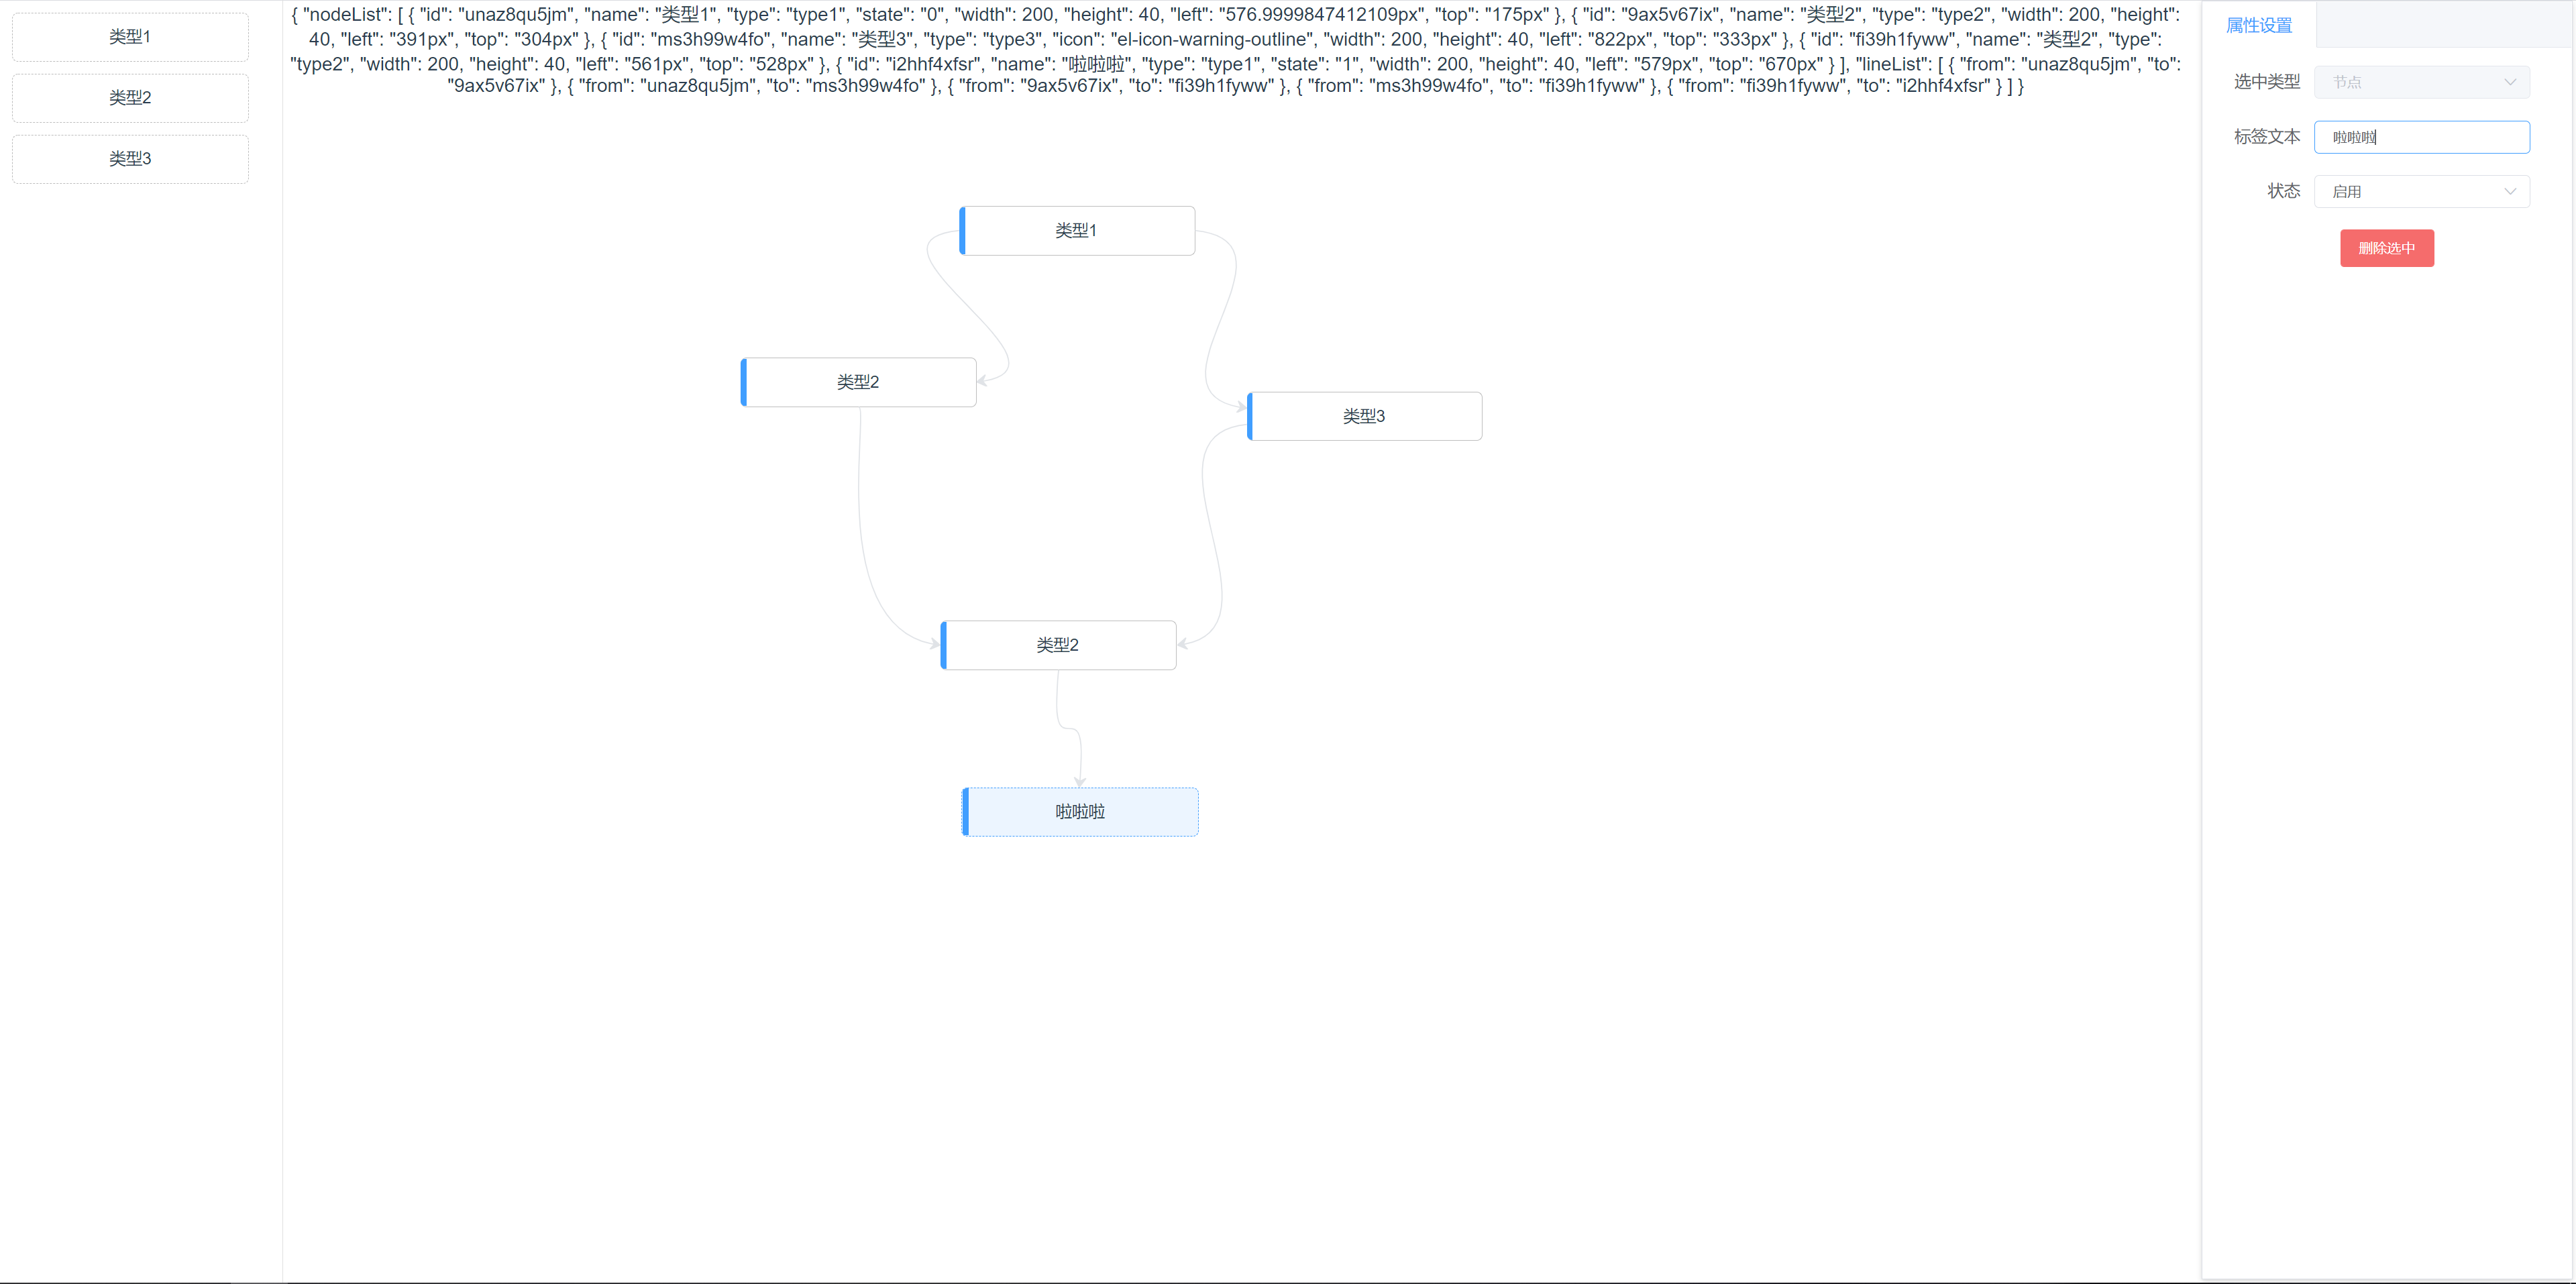 类型1
类型2
类型3
{ "nodeList": [ { "id": "unaz8qu5jm", "name": "类型1", "type": "type1", "state": "0", "width": 200, "height": 40, "left": "576.9999847412109px", "top": "175px" }, { "id": "9ax5v67ix", "name": "类型2", "type": "type2", "width": 200, "height":
40, "left": "391px", "top": "304px" }, { "id": "ms3h99w4fo", "name": "类型3", "type": "type3", "icon": "el-icon-warning-outline", "width": 200, "height": 40, "left": "822px", "top": "333px" }, { "id": "fi39h1fyww", "name": "类型2", "type":
"type2", "width": 200, "height": 40, "left": "561px", "top": "528px" }, { "id": "i2hhf4xfsr", "name": "啦啦啦", "type": "type1", "state": "1", "width": 200, "height": 40, "left": "579px", "top": "670px" } ], "lineList": [ { "from": "unaz8qu5jm", "to":
"9ax5v67ix" }, { "from": "unaz8qu5jm", "to": "ms3h99w4fo" }, { "from": "9ax5v67ix", "to": "fi39h1fyww" }, { "from": "ms3h99w4fo", "to": "fi39h1fyww" }, { "from": "fi39h1fyww", "to": "i2hhf4xfsr" } ] }
类型1
类型2
类型3
类型2
啦啦啦
属性设置
选中类型 节点
标签文本 啦啦啦
状态 启用
删除选中